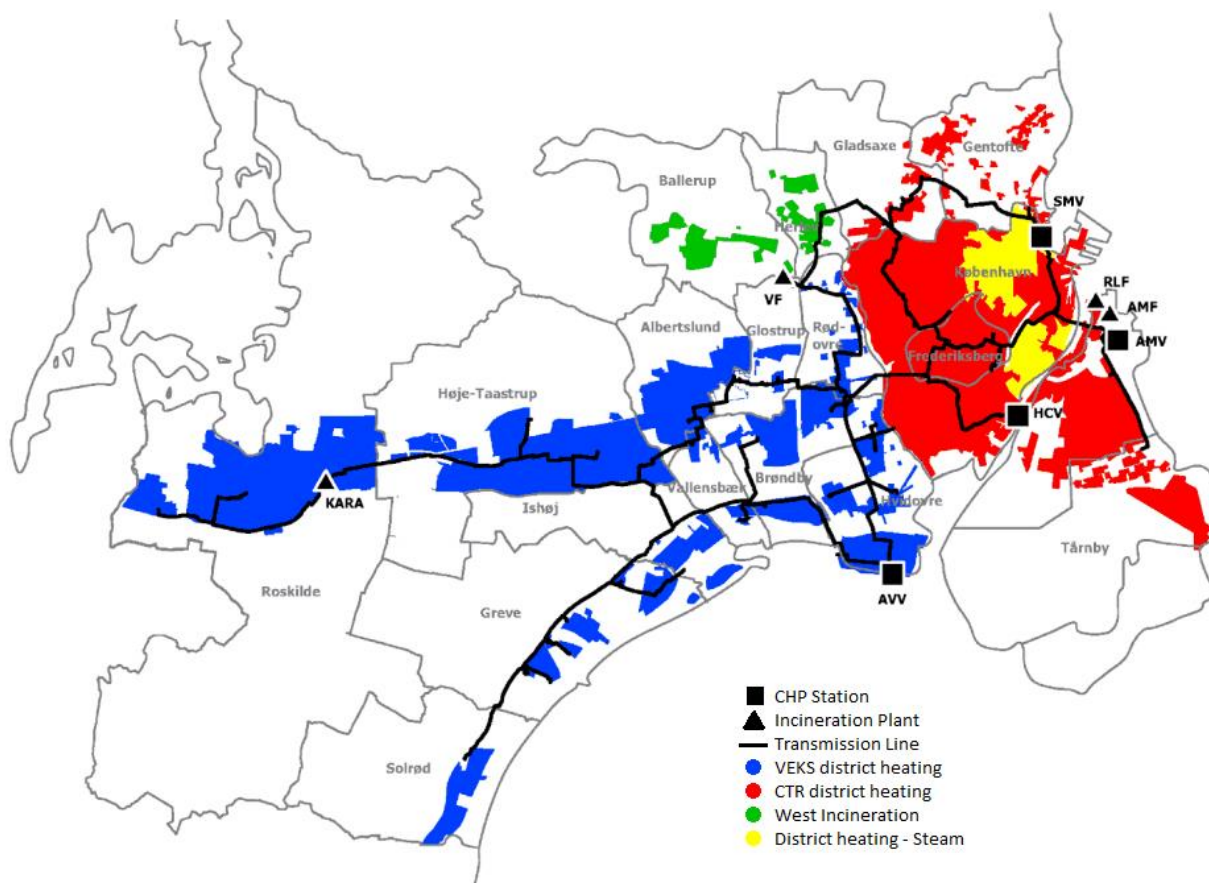 Gladsaxe
Gentofte
Ballerup
SMV
København
VF
RLF
AMF
AMV
Albertslund
Glostrup
Rød-
ovre
Frederiksberg
Høje-Taastrup
HCV
KARA
Vallensbæk
Brøndby
Ishøj
Hvidovre
Tårnby
Roskilde
AVV
Greve
Solrød
CHP Station
Incineration Plant
Transmission Line
VEKS district heating
CTR district heating
West Incineration
District heating - Steam